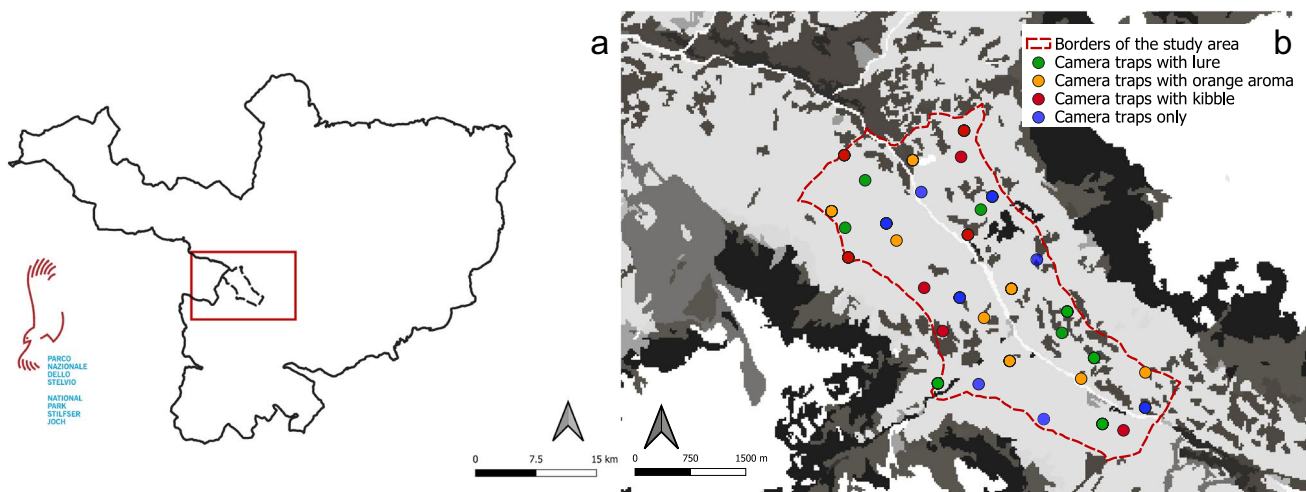 a
PARCO
NAZIONALE
DELLO
STELVIO
NATIONAL
PARK
STILFSER
JOCH
0 7.5 15 km
b
Borders of the study area
Camera traps with lure
Camera traps with orange aroma
Camera traps with kibble
Camera traps only
0 750 1500 m